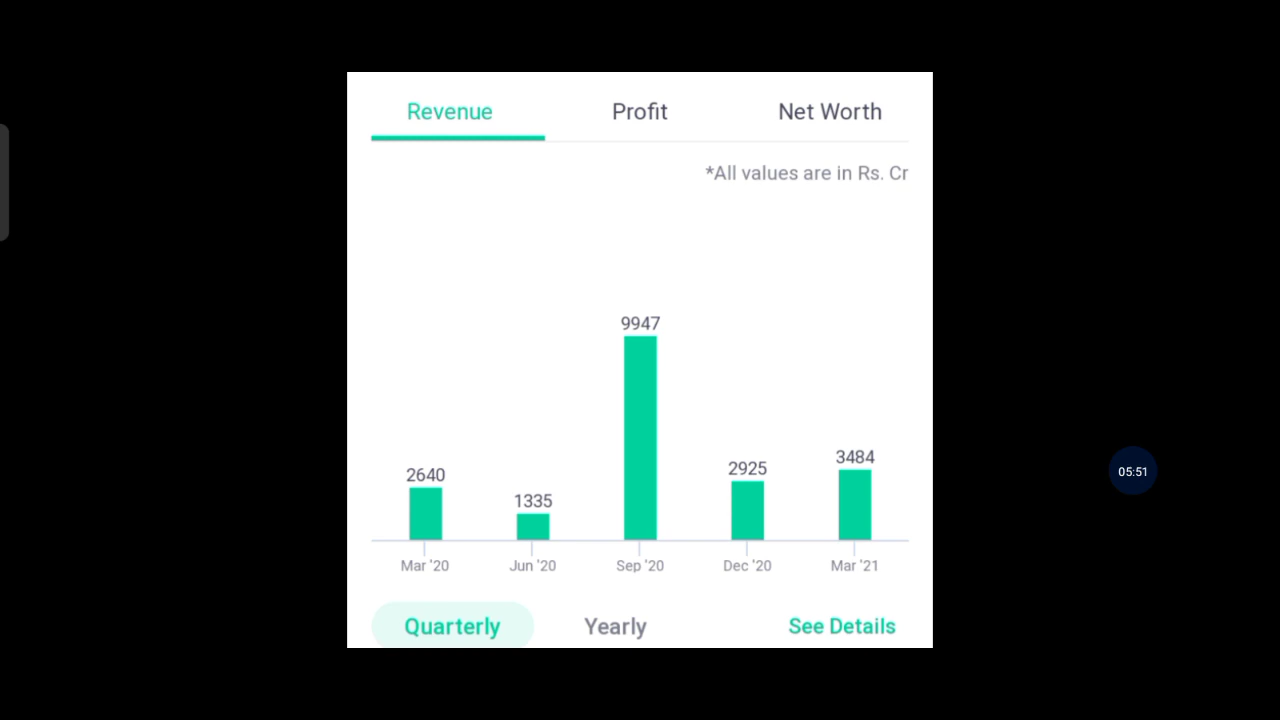 Revenue Profit Net Worth
*All values are in Rs. Cr
9947
2640 1335 2925 3484
Mar '20 Jun '20 Sep '20 Dec '20 Mar '21
Quarterly Yearly See Details
05:51